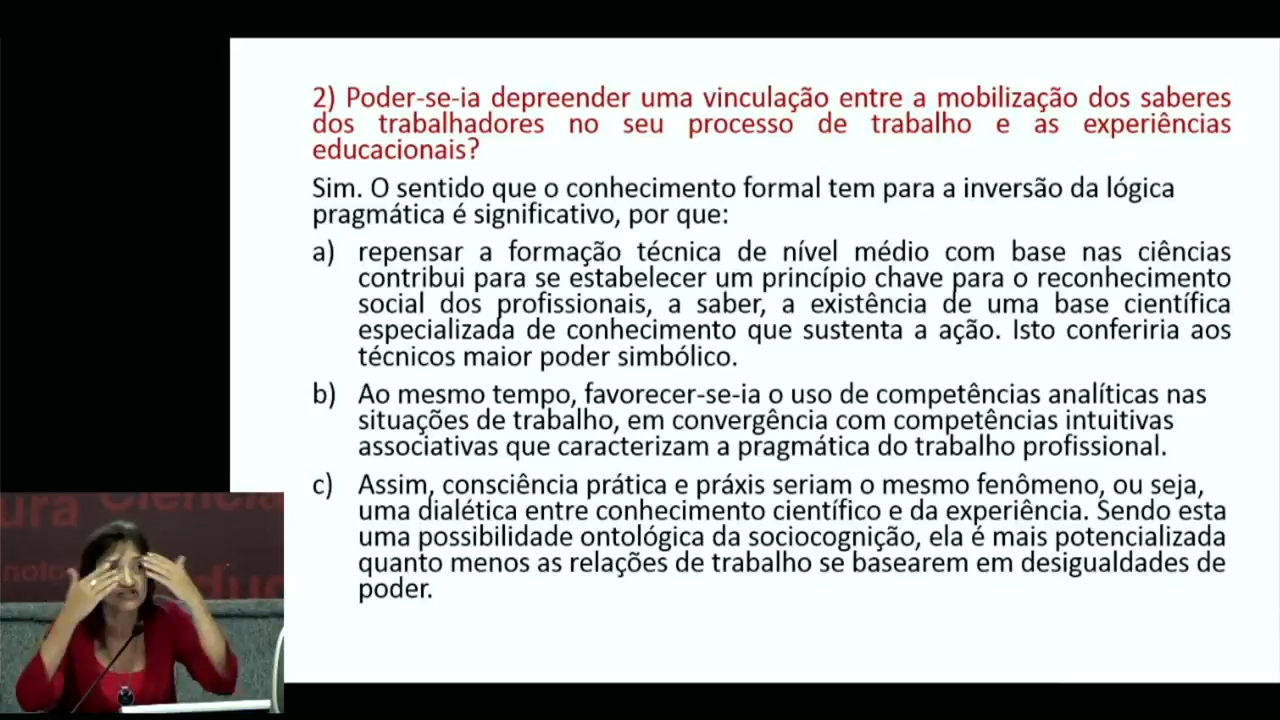 2) Poder-se-ia depreender uma vinculação entre a mobilização dos saberes
dos trabalhadores no seu processo de trabalho e as experiências
educacionais?
Sim. O sentido que o conhecimento formal tem para a inversão da lógica
pragmática é significativo, por que:
a) repensar a formação técnica de nível médio com base nas ciências
contribui para se estabelecer um princípio chave para o reconhecimento
social dos profissionais, a saber, a existência de uma base científica
especializada de conhecimento que sustenta a ação. Isto conferiria aos
técnicos maior poder simbólico.
b) Ao mesmo tempo, favorecer-se-ia o uso de competências analíticas nas
situações de trabalho, em convergência com competências intuitivas
associativas que caracterizam a pragmática do trabalho profissional.
c) Assim, consciência prática e práxis seriam o mesmo fenômeno, ou seja,
uma dialética entre conhecimento científico e da experiência. Sendo esta
uma possibilidade ontológica da sociocognição, ela é mais potencializada
quanto menos as relações de trabalho se basearem em desigualdades de
poder.
ura Ciência
nolo duc